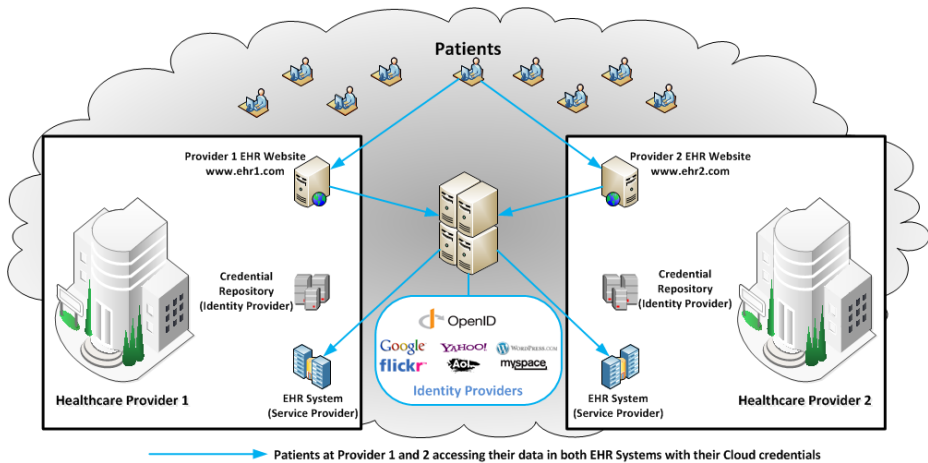 Patients
Provider 1 EHR Website
www.ehr1.com
Provider 2 EHR Website
www.ehr2.com
Credential
Repository
(Identity Provider)
Credential
Repository
(Identity Provider)
OpenID
Google YAHOO! WORDPRESS.COM
flickr Aol. myspace
Identity Providers
Healthcare Provider 1
EHR System
(Service Provider)
EHR System
(Service Provider)
Healthcare Provider 2
Patients at Provider 1 and 2 accessing their data in both EHR Systems with their Cloud credentials